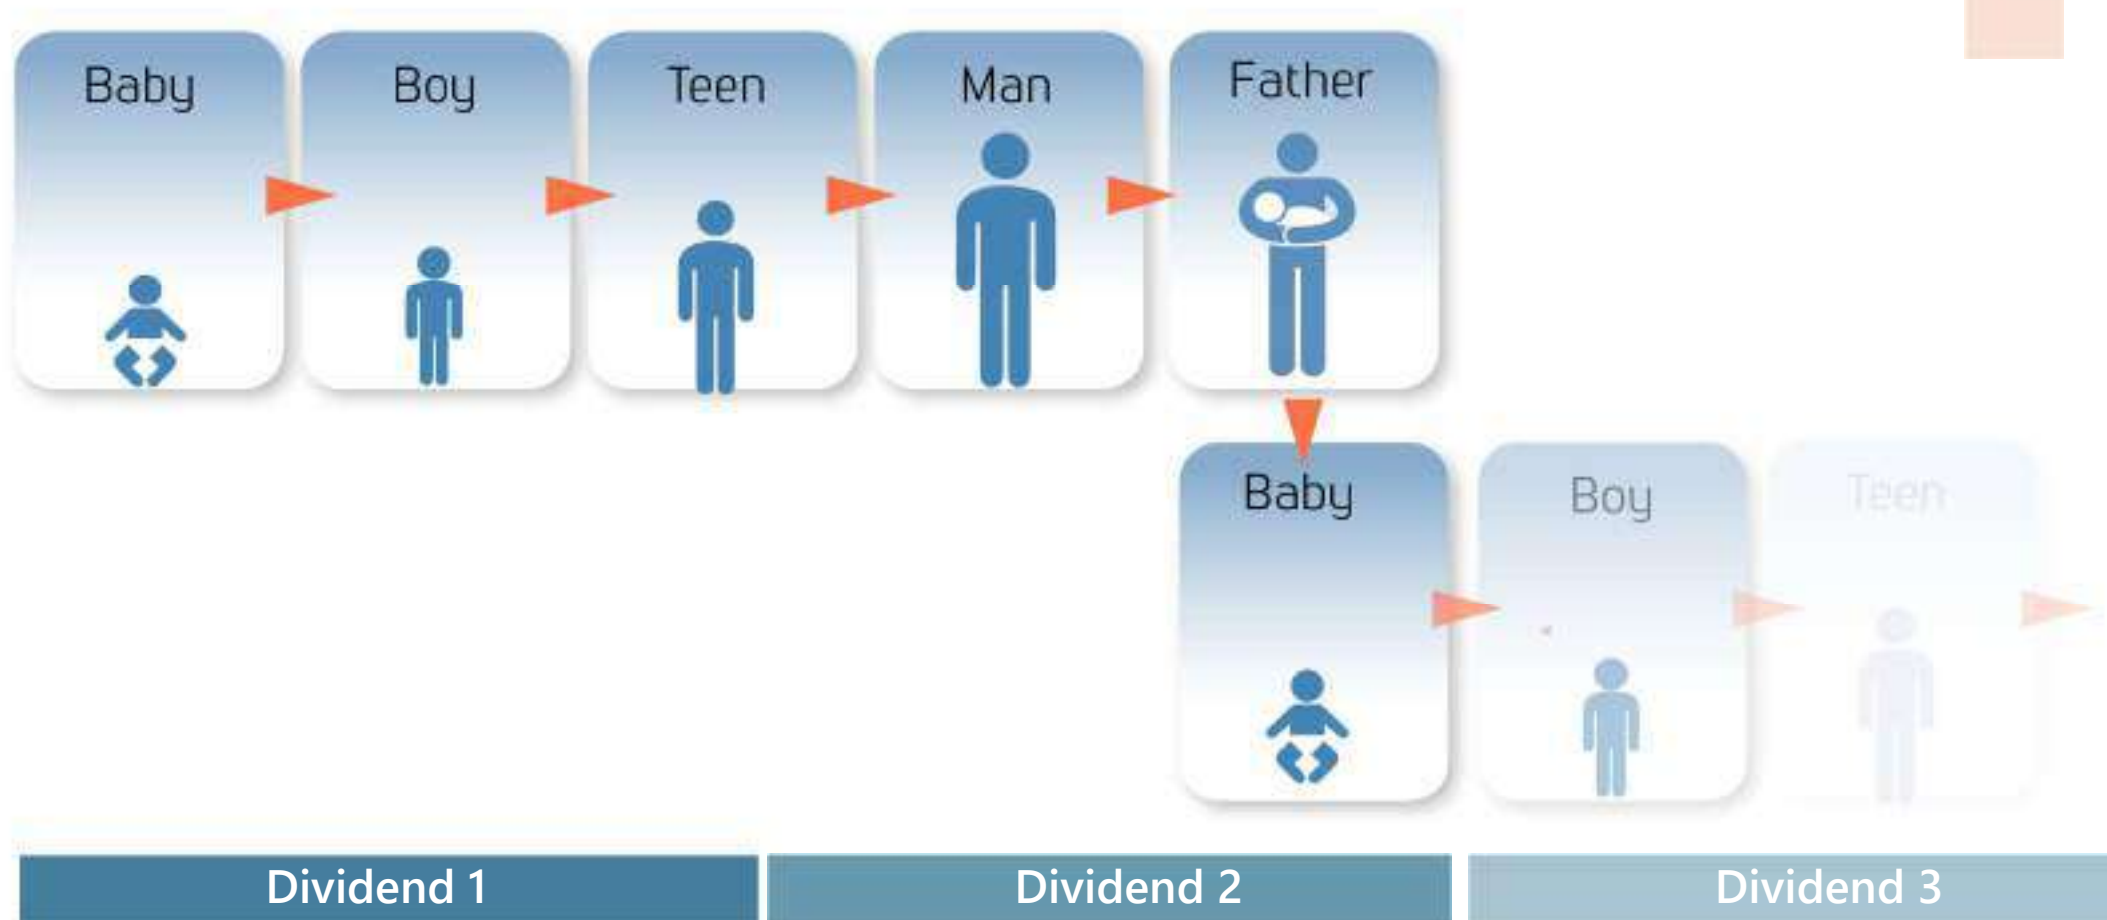 Baby
Boy
Teen
Man
Father
Baby
Boy
Teen
Dividend 1
Dividend 2
Dividend 3